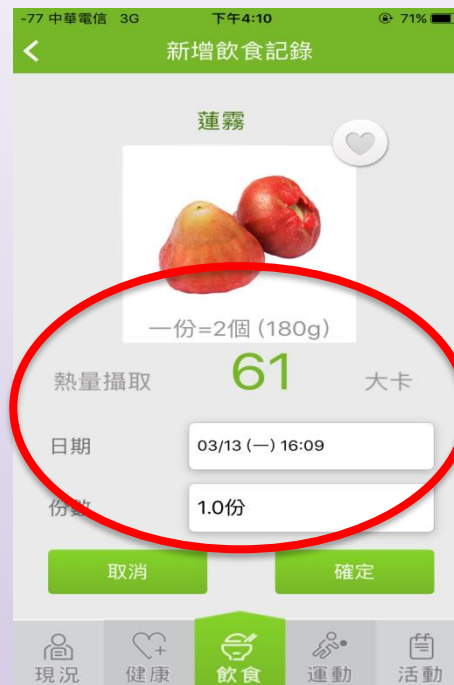 -77 中華電信 3G 下午4:10 71%
新增飲食記錄
蓮霧
一份=2個 (180g)
熱量攝取 61 大卡
日期 03/13 (一) 16:09
份數 1.0份
取消 確定
現況 健康 飲食 運動 活動